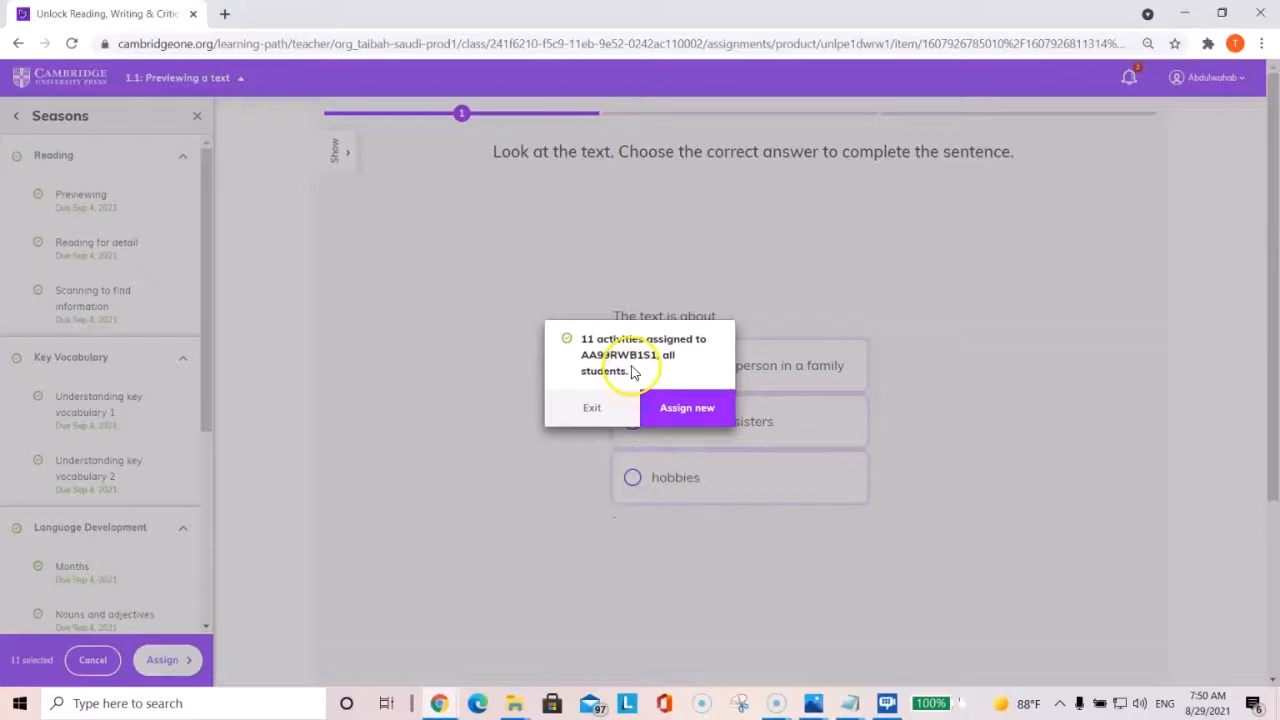 Unlock Reading, Writing & Critic
cambridgeone.org/learning-path/teacher/org_taibah-saudi-prod1/class/241f6218-f5c9-11eb-9e52-0242ac110002/assignments/product/unlpe1dwrw1/item/1607926785010%2F1607926811314%...
T
CAMBRIDGE
UNIVERSITY PRESS
1.1: Previewing a text
2
Abdulwahab
Seasons
1
Show
Look at the text. Choose the correct answer to complete the sentence.
Reading
Previewing
Due Sep 4, 2021
Reading for detail
Due Sep 4, 2021
Scanning to find
information
Due Sep 4, 2021
Key Vocabulary
Understanding key
vocabulary 1
Due Sep 4, 2021
Understanding key
vocabulary 2
Due Sep 4, 2021
Language Development
Months
Due Sep 4, 2021
Nouns and adjectives
Due Sep 4, 2021
The text is about
11 activities assigned to
AA99RWB1S1, all
students.
Exit
Assign new
person in a family
sisters
hobbies
.
11 selected
Cancel
Assign
Type here to search
97
L
100%
88°F
ENG
7:50 AM
8/29/2021
6